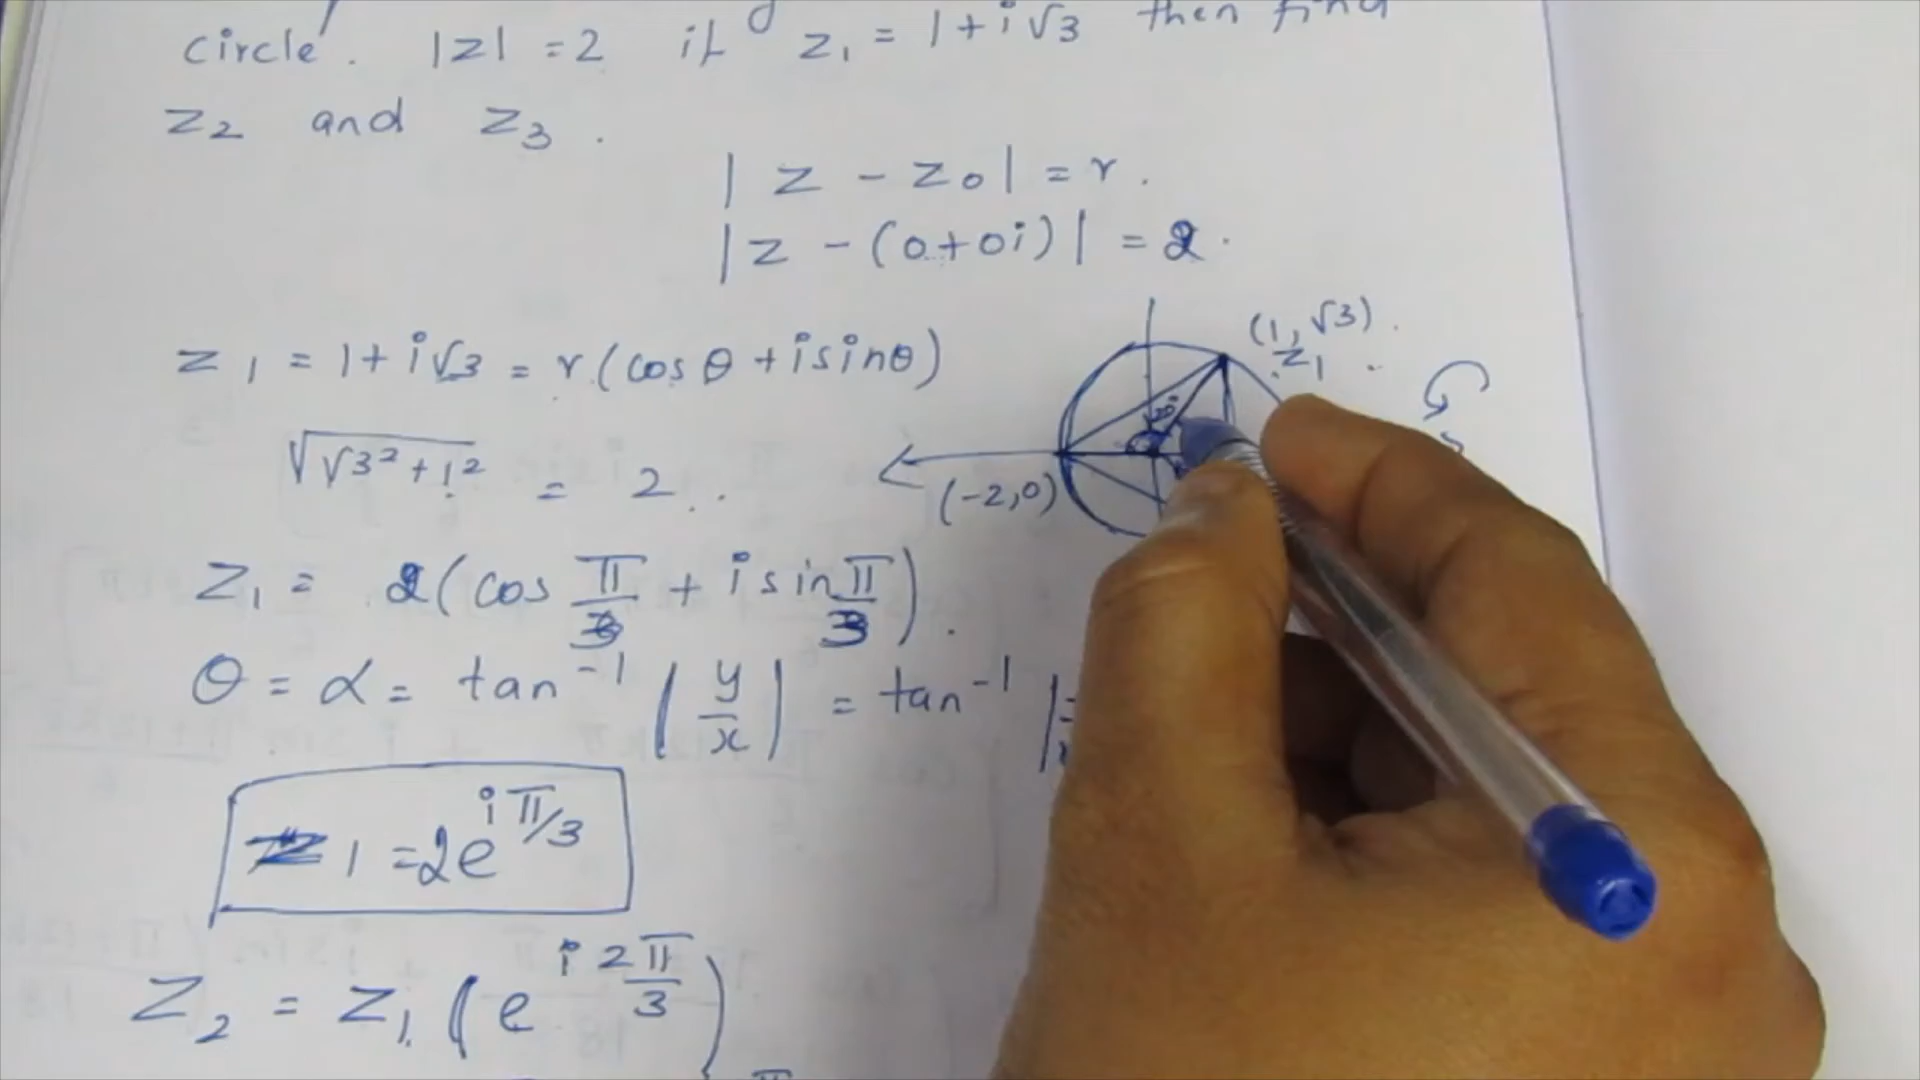 circle. |z| = 2 if z₁ = 1 + i√3 then find
z₂ and z₃.
|z - z₀| = r.
|z - (0+0i)| = 2.
(1, √3).
z₁
z₁ = 1 + i√3 = r(cosθ + isinθ)
√(√3² + 1²) = 2.
(-2,0)
z₁ = 2(cos π/3 + i sin π/3).
θ = α = tan⁻¹ |y/x| = tan⁻¹
z₁ = 2e^(iπ/3)
z₂ = z₁ (e^(i2π/3))